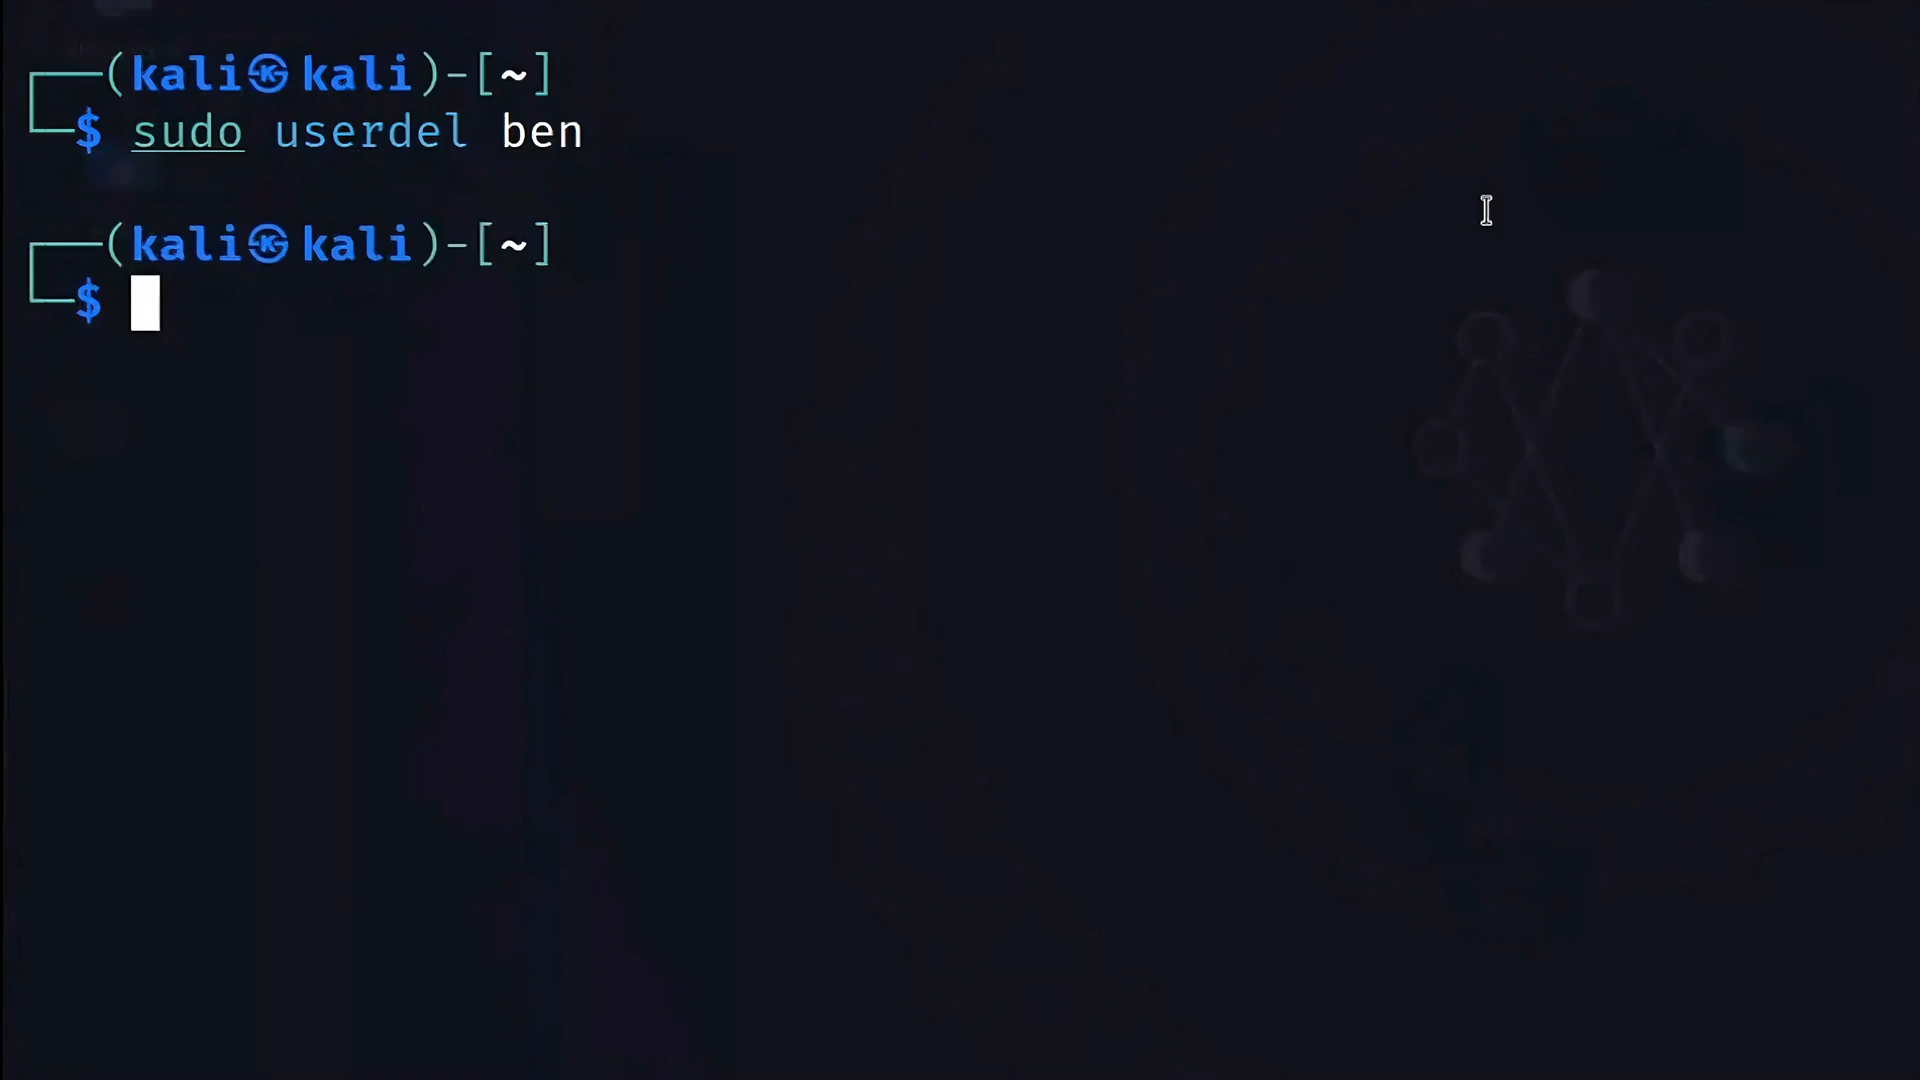 ┌──(kali㉿kali)-[~]
└─$ sudo userdel ben
┌──(kali㉿kali)-[~]
└─$